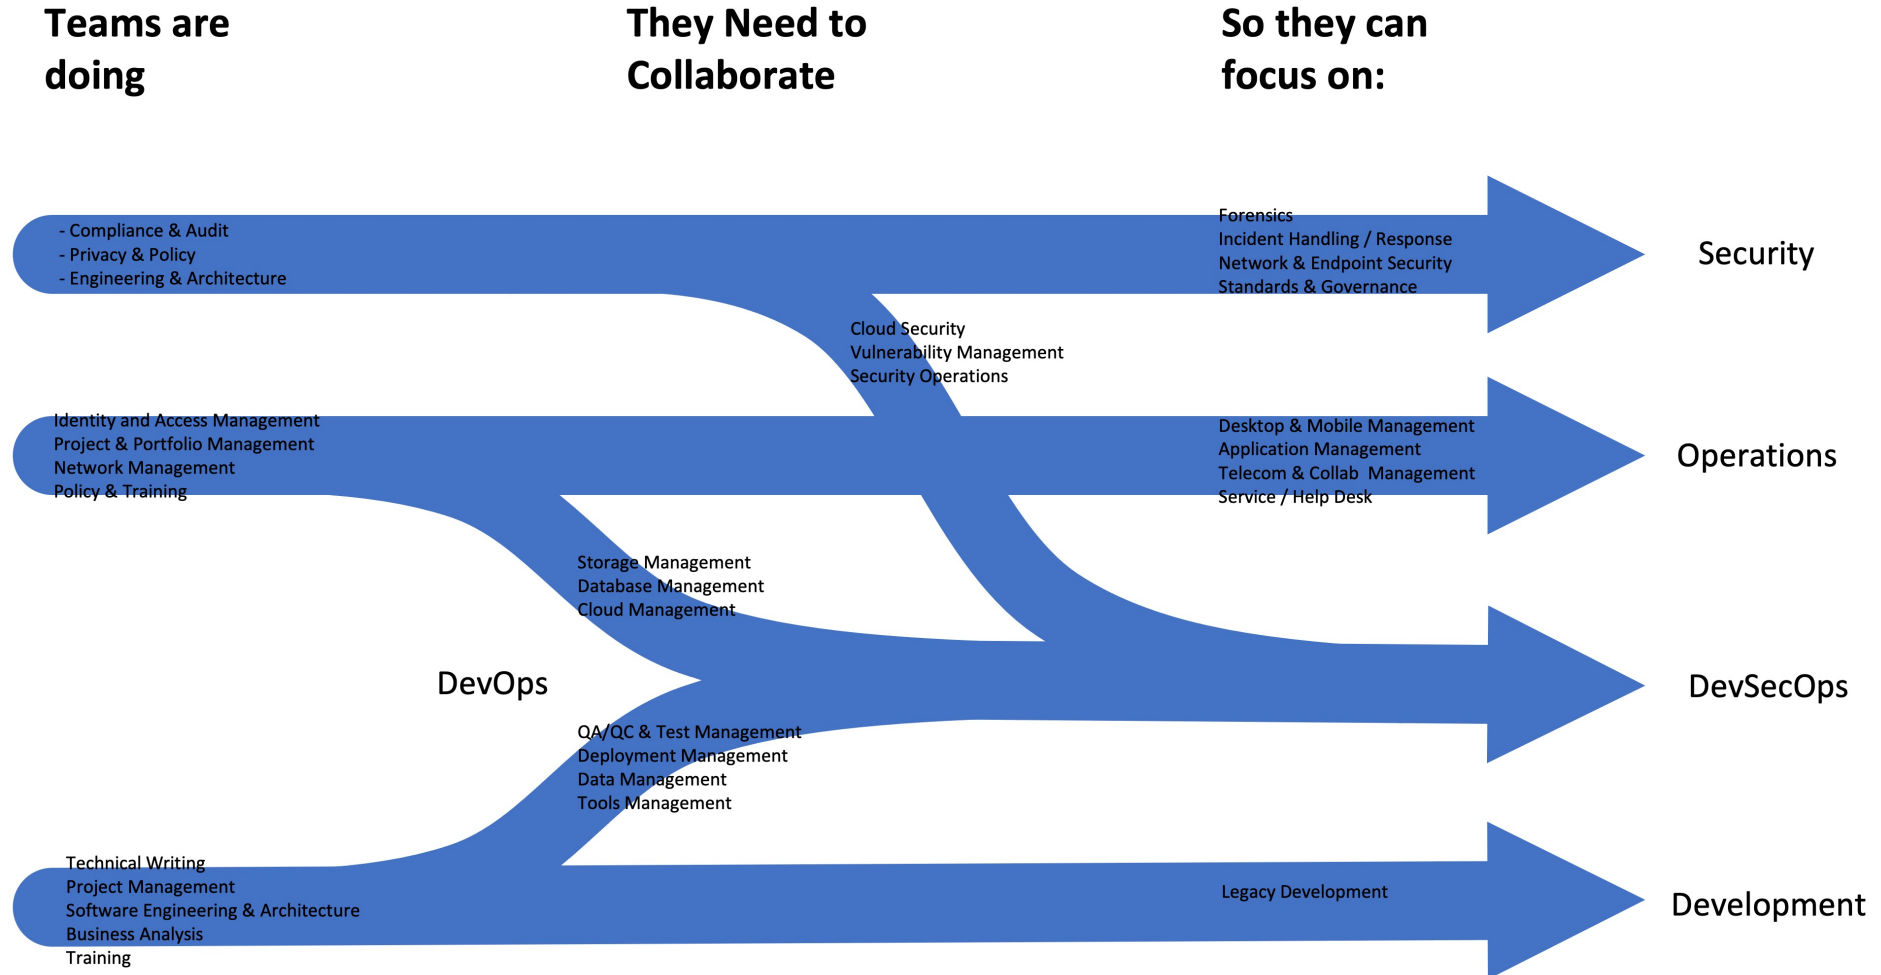 Teams are
doing
They Need to
Collaborate
So they can
focus on:
- Compliance & Audit
- Privacy & Policy
- Engineering & Architecture
Forensics
Incident Handling / Response
Network & Endpoint Security
Standards & Governance
Security
Cloud Security
Vulnerability Management
Security Operations
Identity and Access Management
Project & Portfolio Management
Network Management
Policy & Training
Desktop & Mobile Management
Application Management
Telecom & Collab  Management
Service / Help Desk
Operations
Storage Management
Database Management
Cloud Management
DevOps
DevSecOps
QA/QC & Test Management
Deployment Management
Data Management
Tools Management
Technical Writing
Project Management
Software Engineering & Architecture
Business Analysis
Training
Legacy Development
Development